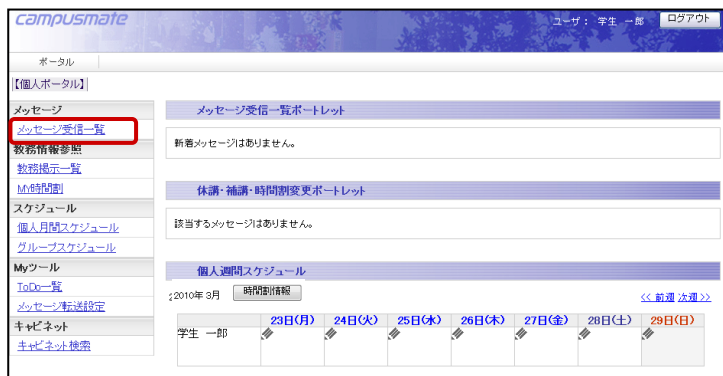 campusmate
ユーザ： 学生 一郎 ログアウト
ポータル
【個人ポータル】
メッセージ
メッセージ受信一覧
教務情報参照
教務掲示一覧
MY時間割
スケジュール
個人月間スケジュール
グループスケジュール
Myツール
ToDo一覧
メッセージ転送設定
キャビネット
キャビネット検索
メッセージ受信一覧ポートレット
新着メッセージはありません。
休講・補講・時間割変更ポートレット
該当するメッセージはありません。
個人週間スケジュール
2010年 3月 時間割情報 << 前週 次週>>
23日(月) 24日(火) 25日(水) 26日(木) 27日(金) 28日(土) 29日(日)
学生 一郎